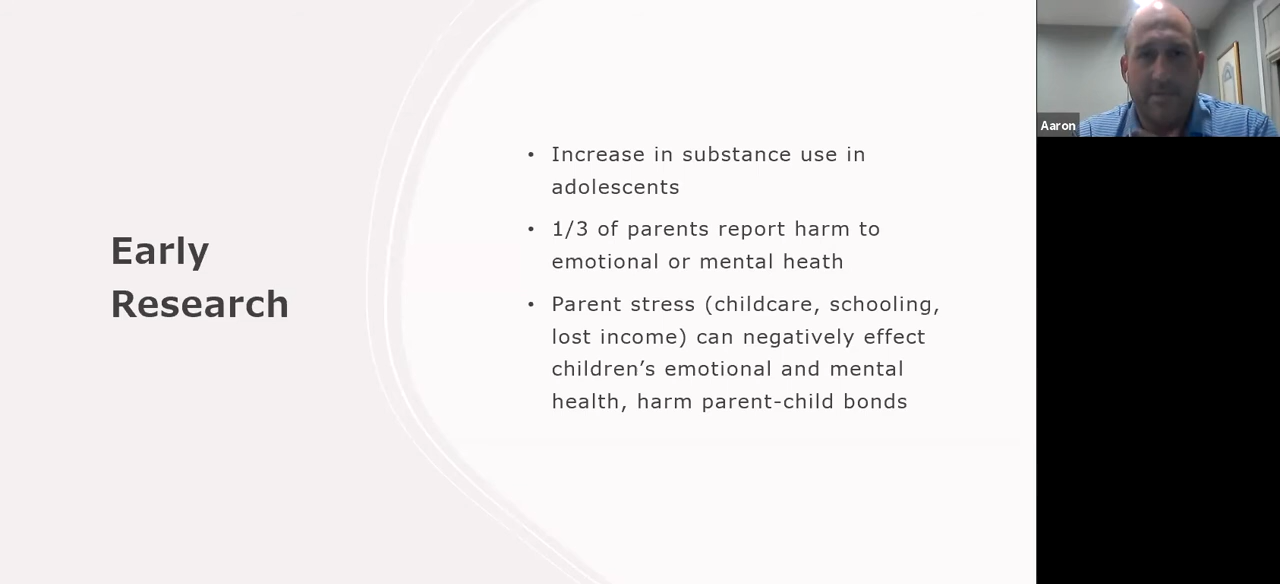 Early
Research
• Increase in substance use in
adolescents
• 1/3 of parents report harm to
emotional or mental heath
• Parent stress (childcare, schooling,
lost income) can negatively effect
children’s emotional and mental
health, harm parent-child bonds
Aaron